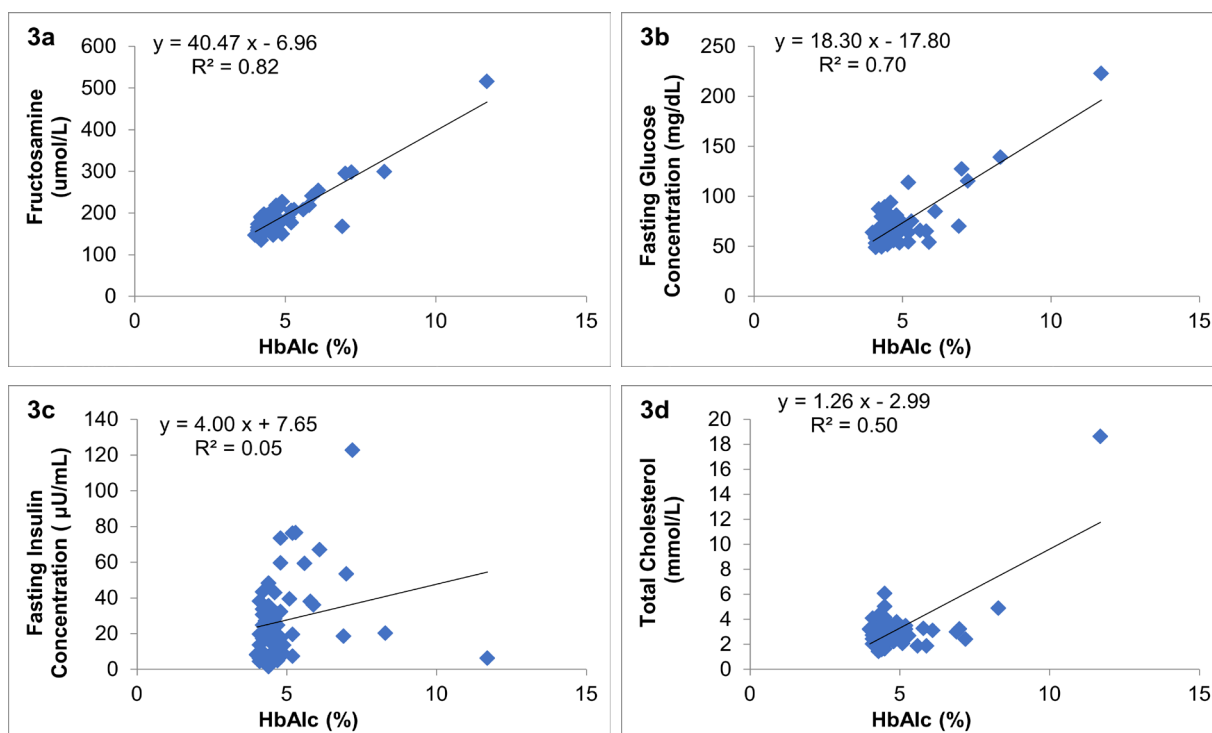 3a
y = 40.47 x - 6.96
R² = 0.82
600
500
400
300
200
100
0
0
5
10
15
Fructosamine
(umol/L)
HbAIc (%)
3b
y = 18.30 x - 17.80
R² = 0.70
250
200
150
100
50
0
0
5
10
15
Fasting Glucose
Concentration (mg/dL)
HbAIc (%)
3c
y = 4.00 x + 7.65
R² = 0.05
140
120
100
80
60
40
20
0
0
5
10
15
Fasting Insulin
Concentration ( µU/mL)
HbAIc (%)
3d
y = 1.26 x - 2.99
R² = 0.50
20
18
16
14
12
10
8
6
4
2
0
0
5
10
15
Total Cholesterol
(mmol/L)
HbAIc (%)